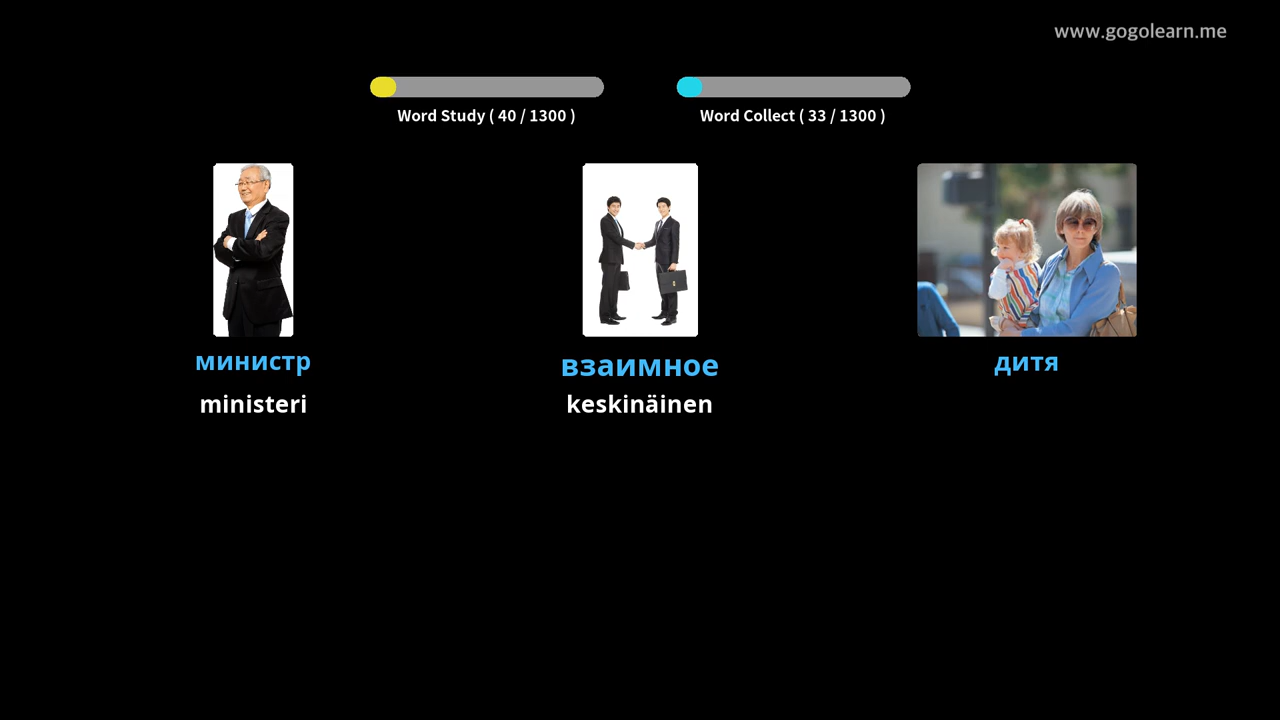 www.gogolearn.me
Word Study ( 40 / 1300 )
Word Collect ( 33 / 1300 )
министр
взаимное
дитя
ministeri
keskinäinen